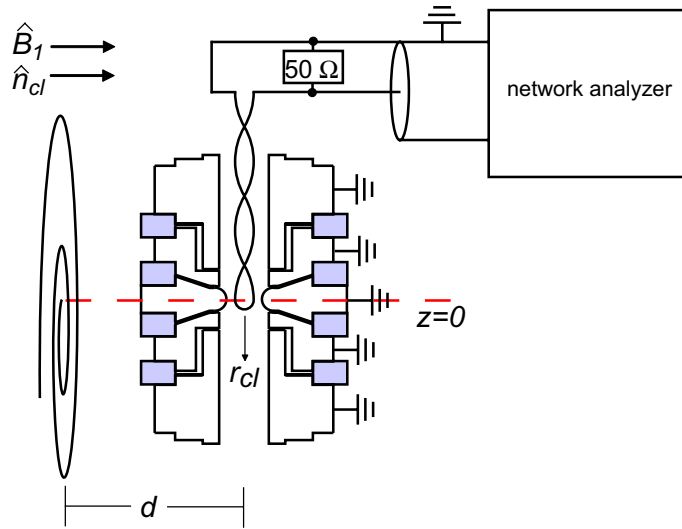 B̂₁
n̂cl
50 Ω
network analyzer
z=0
rcl
d